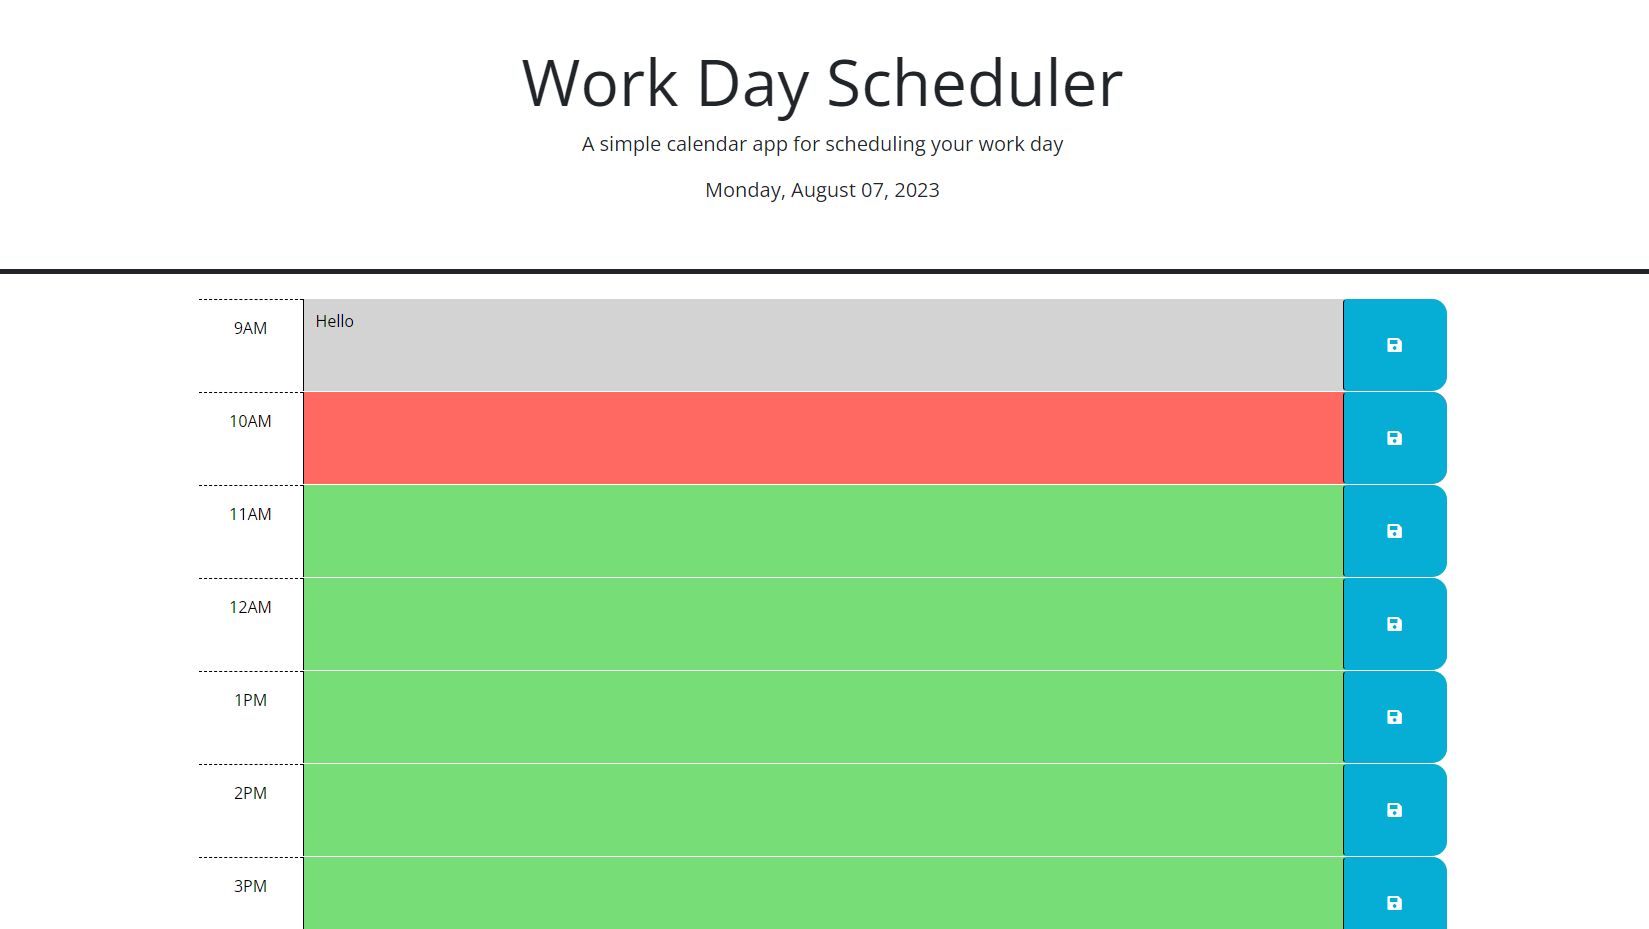 Work Day Scheduler
A simple calendar app for scheduling your work day
Monday, August 07, 2023
9AM
Hello
10AM
11AM
12AM
1PM
2PM
3PM